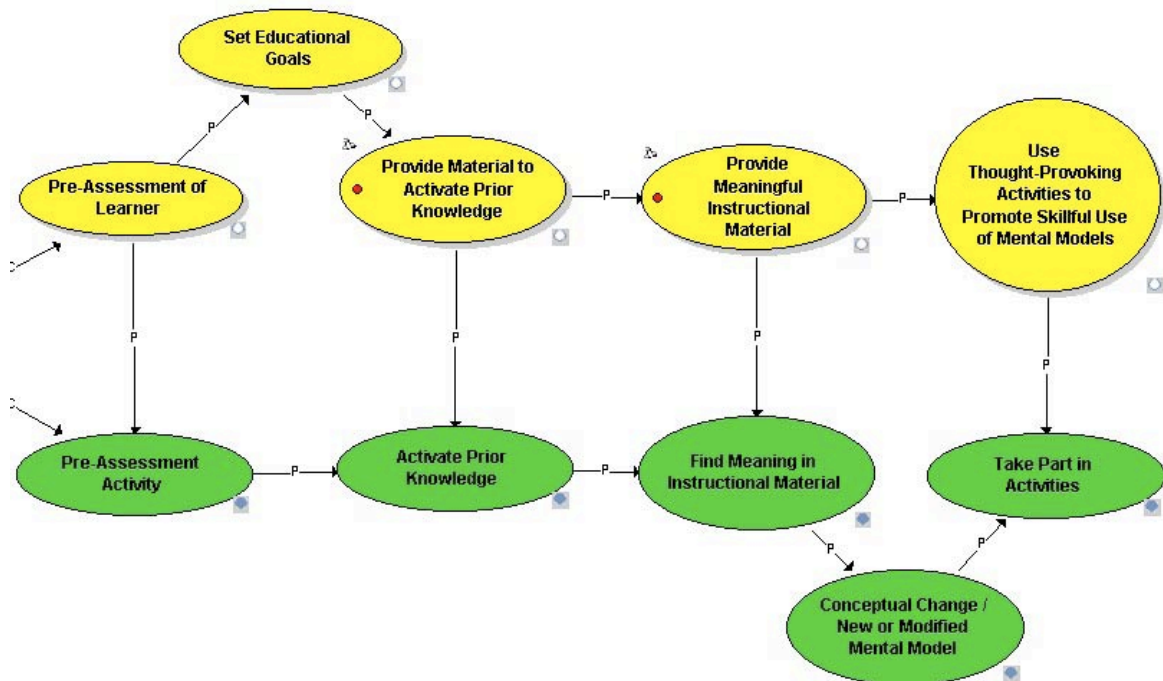 Set Educational
Goals
P
P
Pre-Assessment of
Learner
Provide Material to
Activate Prior
Knowledge
P
Provide
Meaningful
Instructional
Material
P
Use
Thought-Provoking
Activities to
Promote Skillful Use
of Mental Models
C
P
P
P
P
C
Pre-Assessment
Activity
P
Activate Prior
Knowledge
P
Find Meaning in
Instructional Material
Take Part in
Activities
P
P
Conceptual Change /
New or Modified
Mental Model